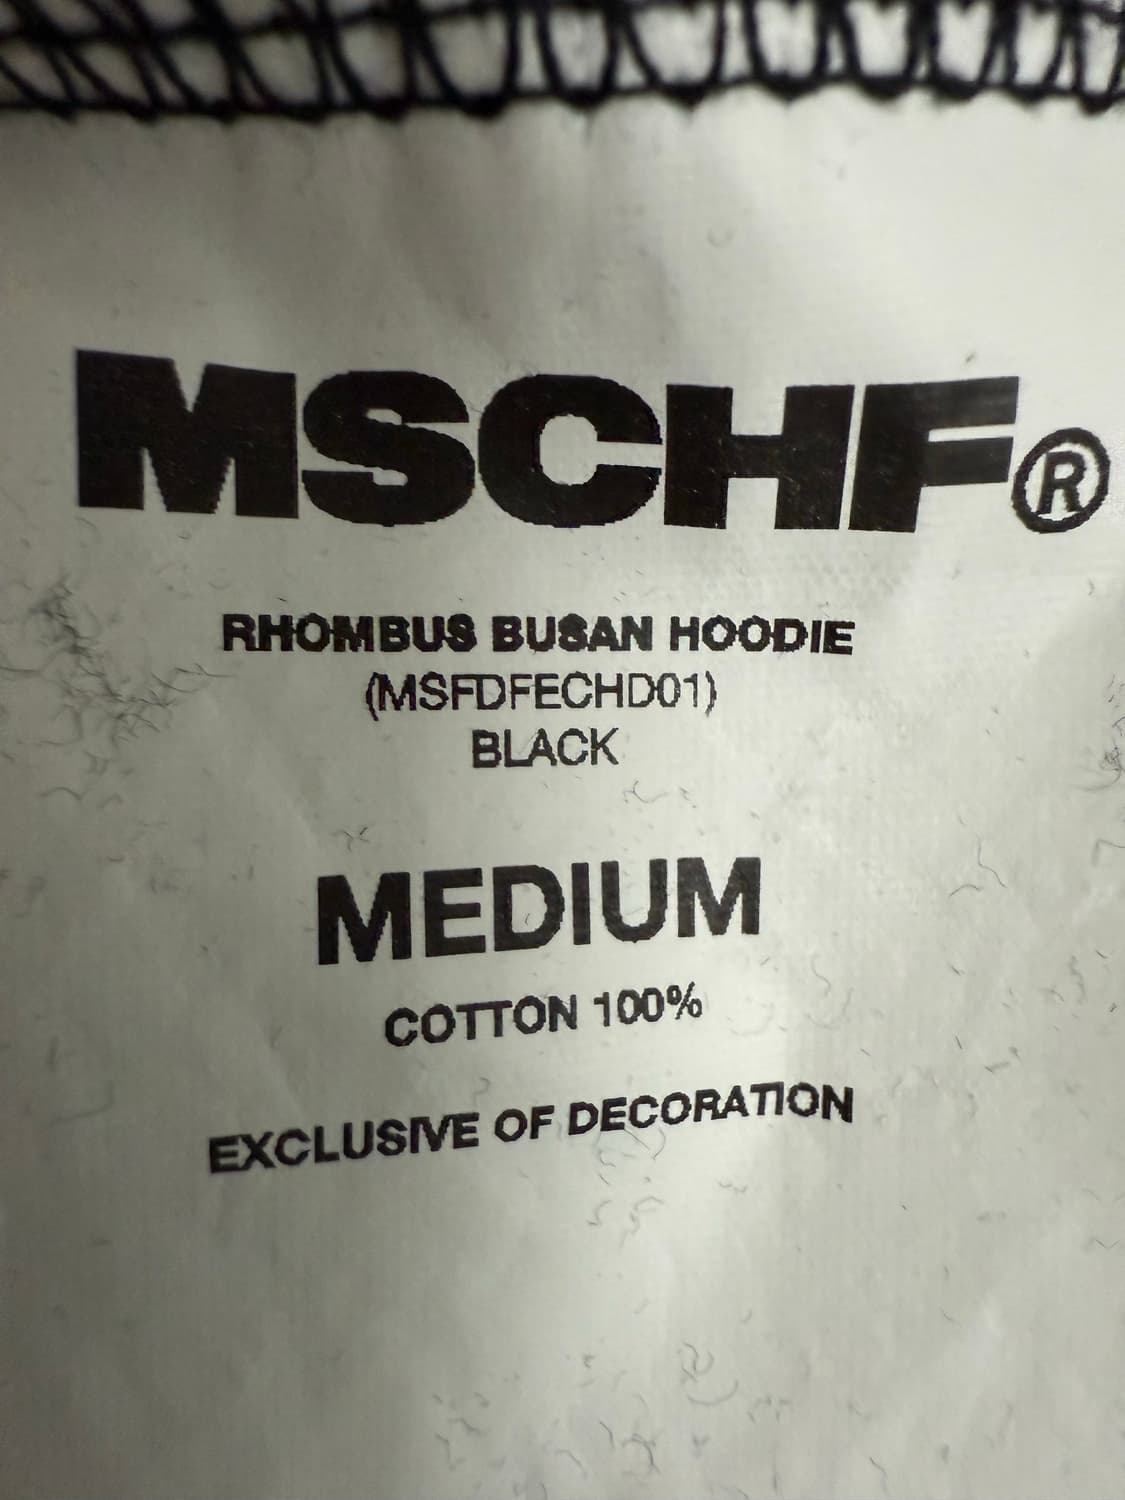 MSCHF®
RHOMBUS BUSAN HOODIE
(MSFDFECHD01)
BLACK
MEDIUM
COTTON 100%
EXCLUSIVE OF DECORATION